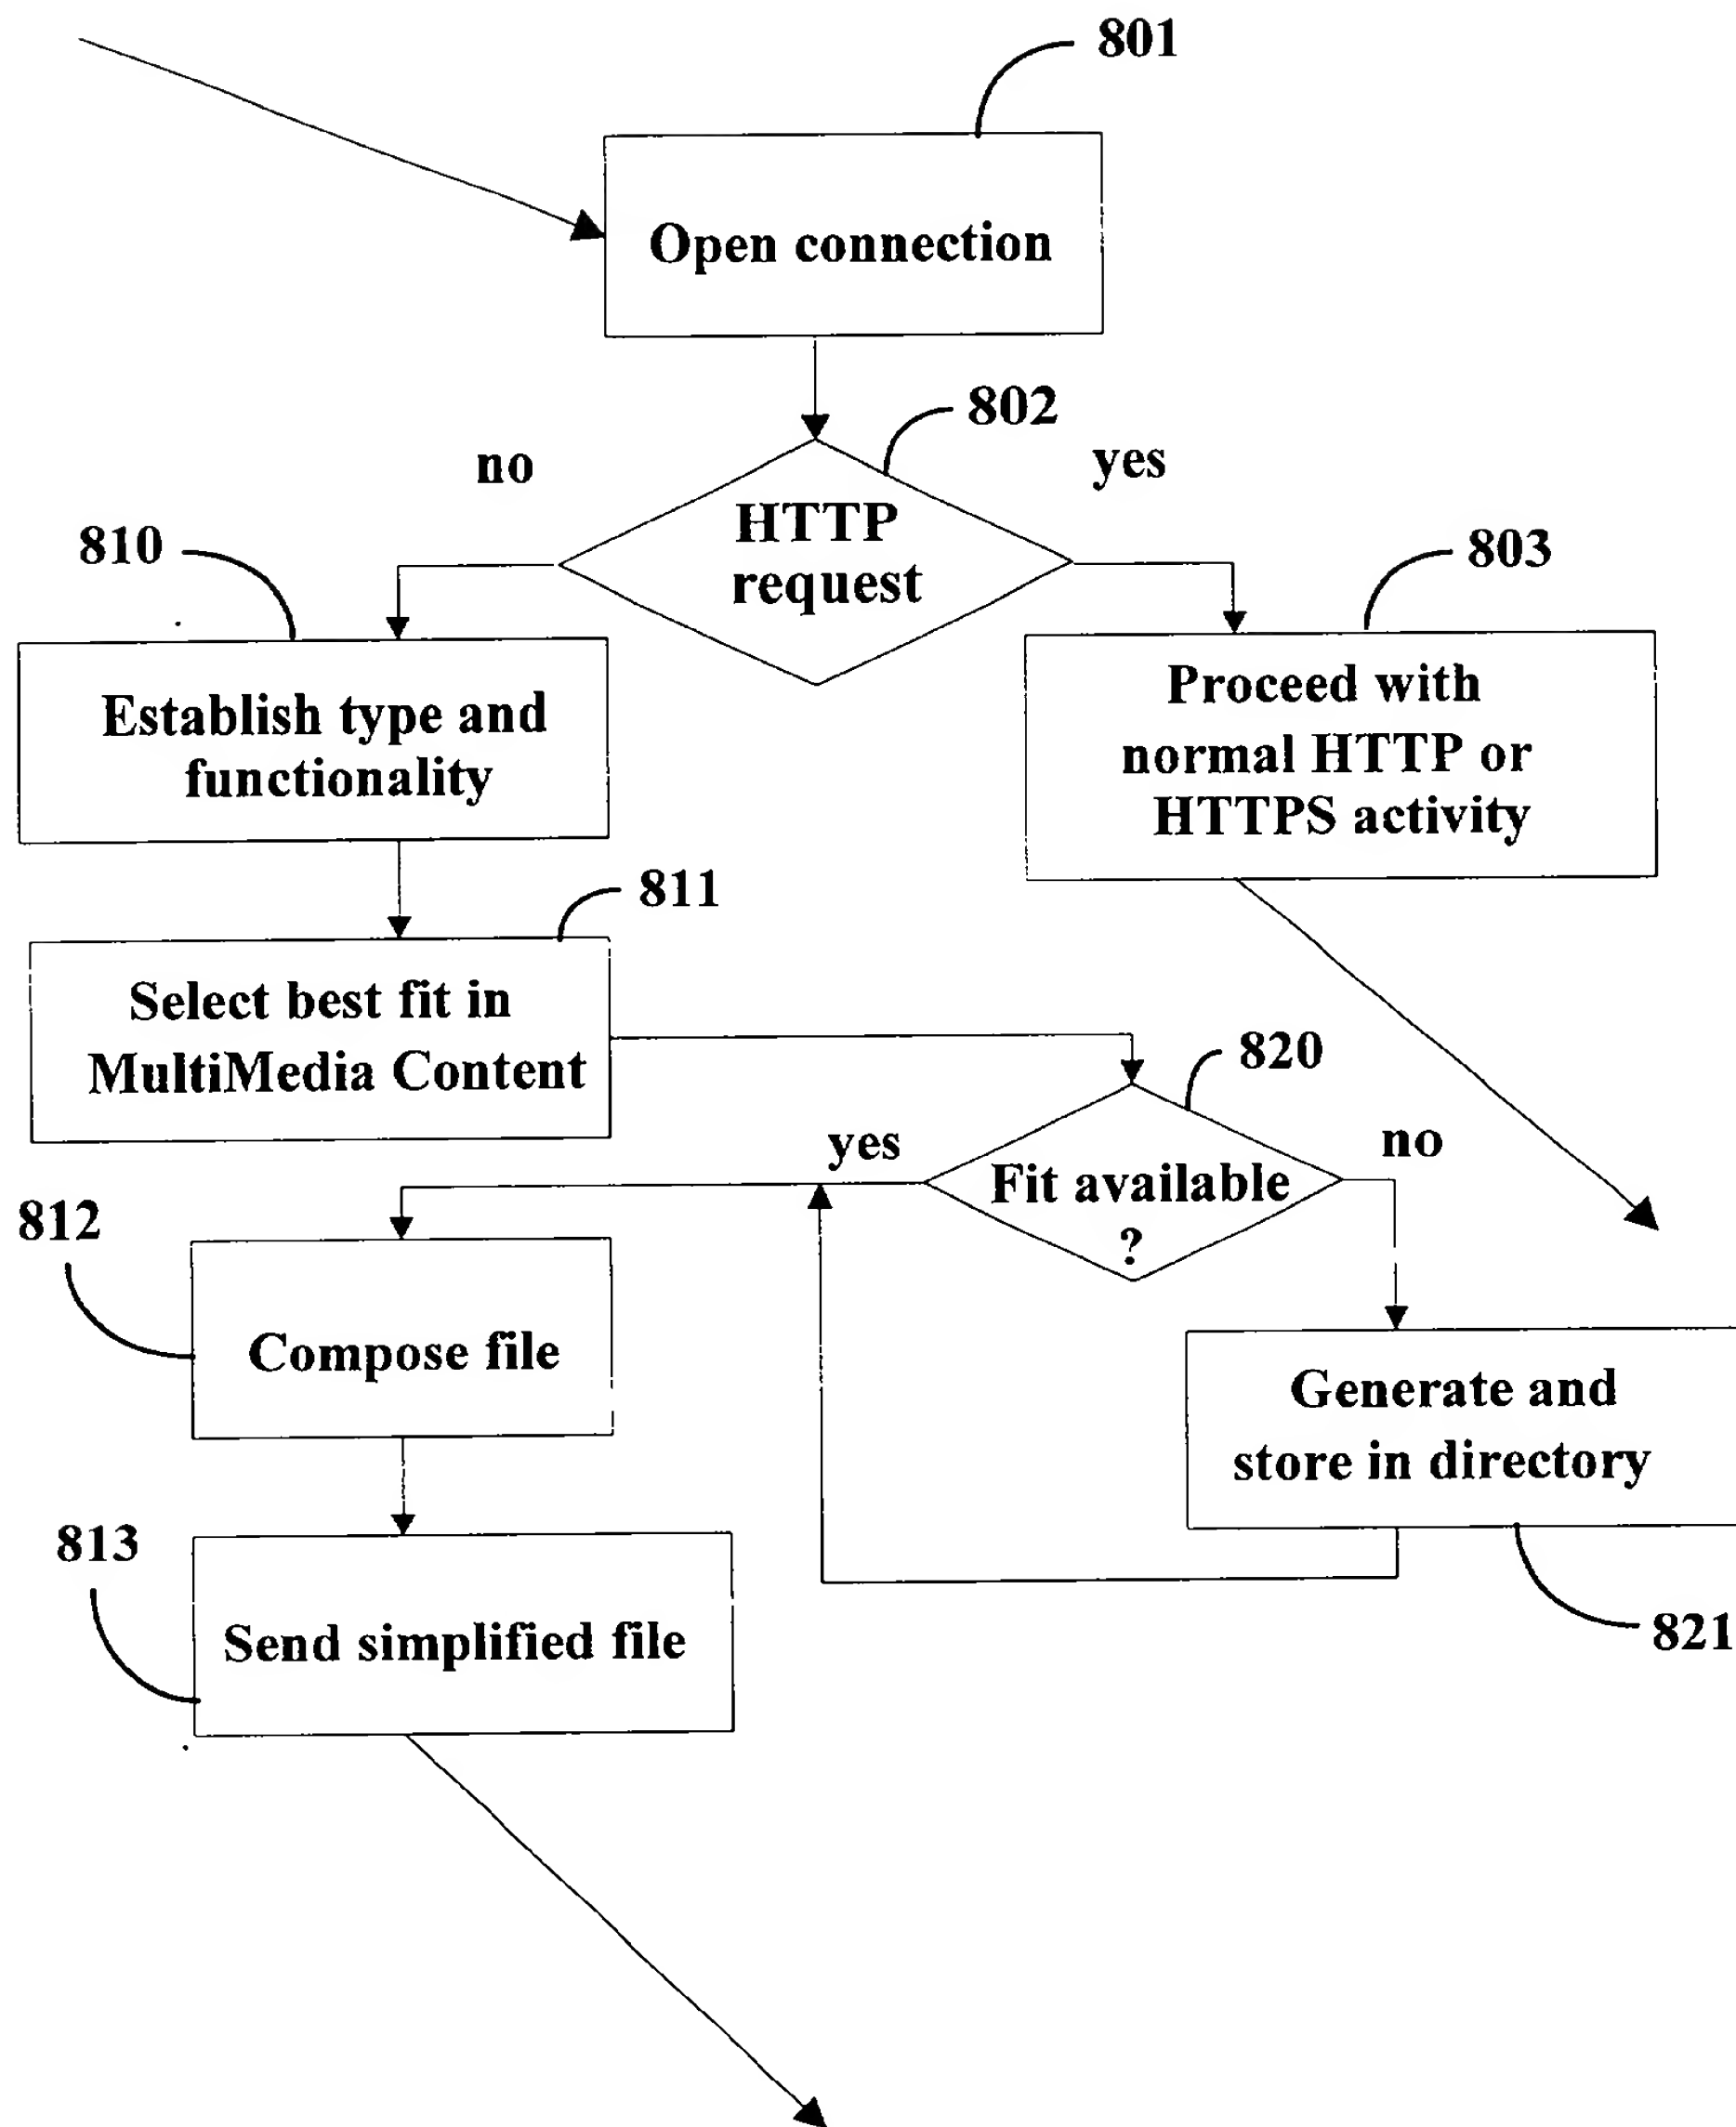 801
Open connection
802
no
yes
HTTP
request
810
803
Establish type and
functionality
Proceed with
normal HTTP or
HTTPS activity
811
Select best fit in
MultiMedia Content
820
yes
no
Fit available
?
812
Compose file
Generate and
store in directory
813
Send simplified file
821